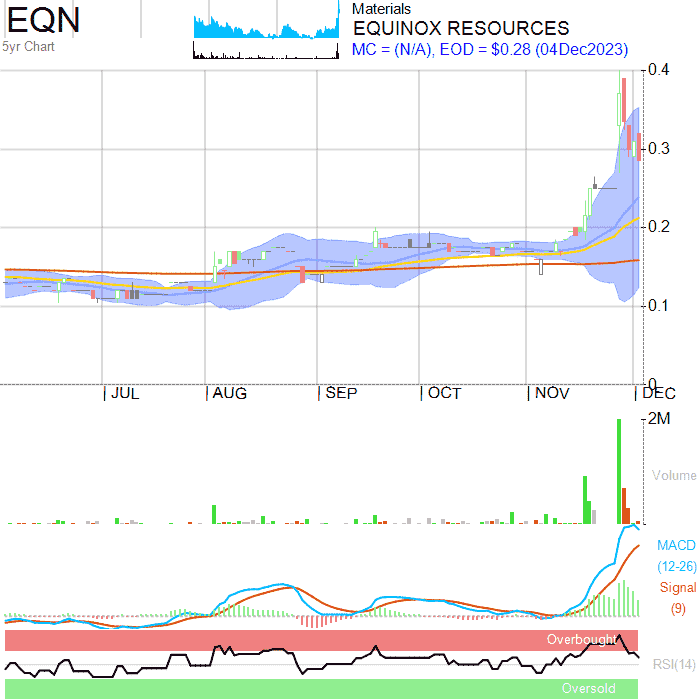 EQN
Materials
EQUINOX RESOURCES
5yr Chart
MC = (N/A), EOD = $0.28 (04Dec2023)
0.4
0.3
0.2
0.1
0
JUL AUG SEP OCT NOV DEC
2M
Volume
MACD
(12-26)
Signal
(9)
Overbought
RSI(14)
Oversold